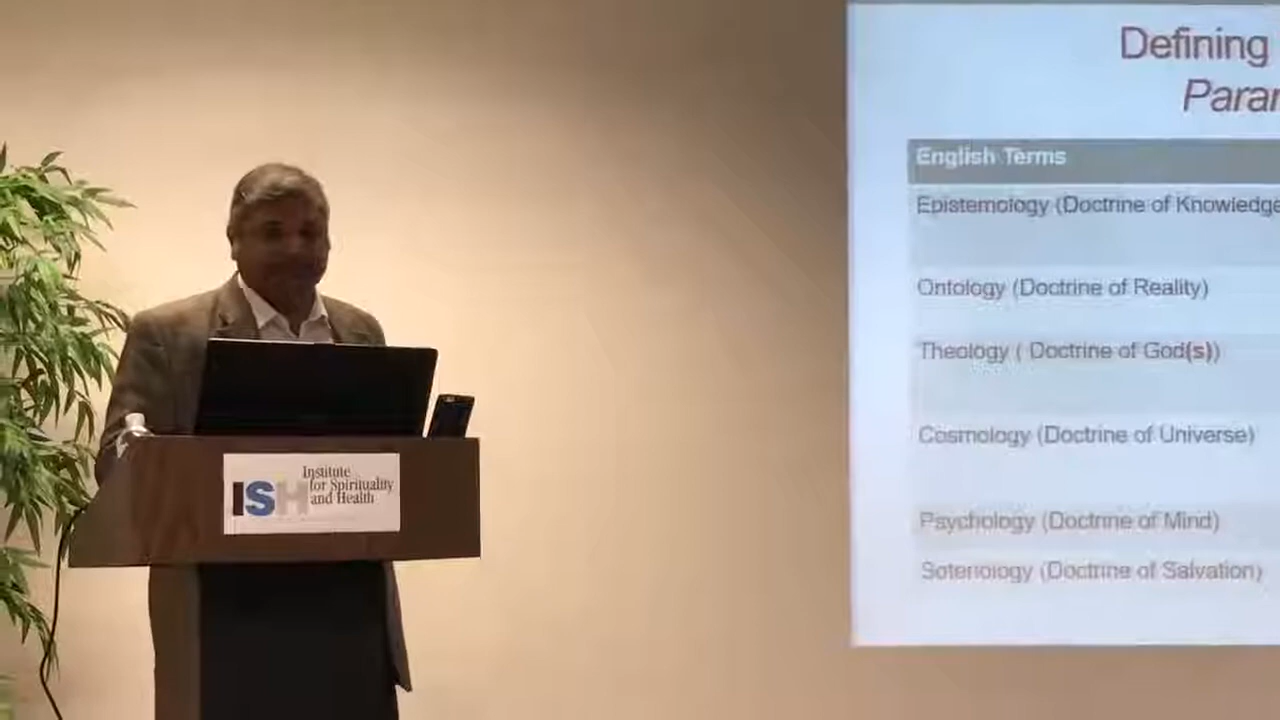 Defining
Param
English Terms
Epistemology (Doctrine of Knowledge
Ontology (Doctrine of Reality)
Theology ( Doctrine of God(s))
Cosmology (Doctrine of Universe)
Psychology (Doctrine of Mind)
Soteriology (Doctrine of Salvation)
ISH
Institute
for Spirituality
and Health